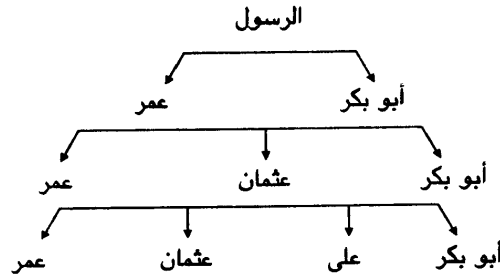 الرسول
أبو بكر عمر
أبو بكر عثمان عمر
أبو بكر على عثمان عمر